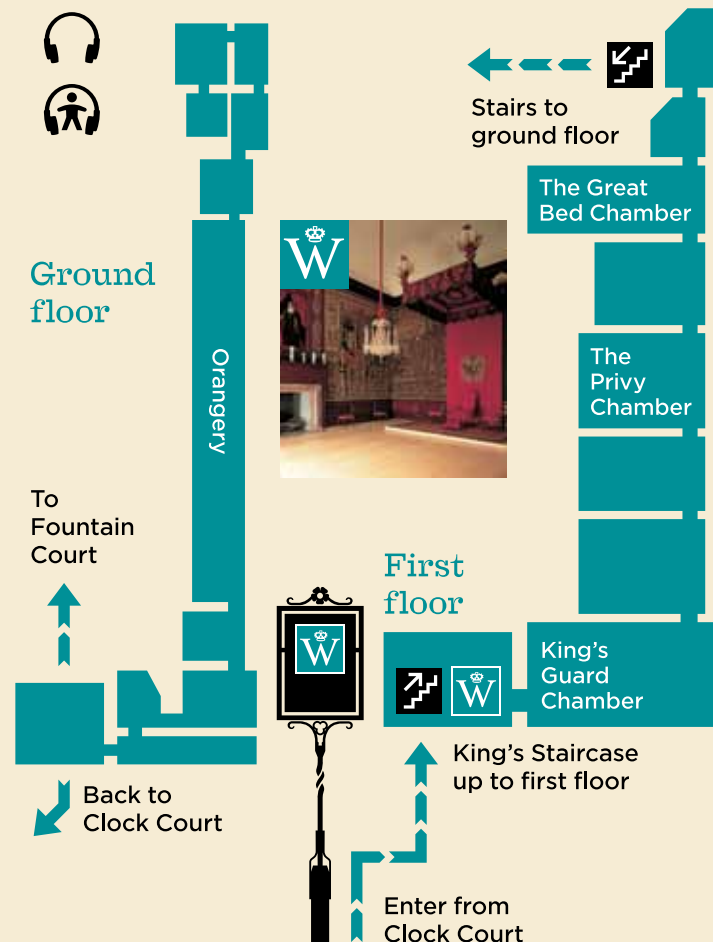 Stairs to
ground floor
The Great
Bed Chamber
W
Ground
floor
The
Privy
Chamber
Orangery
To
Fountain
Court
First
floor
W
King's
Guard
Chamber
W
King's Staircase
up to first floor
Back to
Clock Court
Enter from
Clock Court